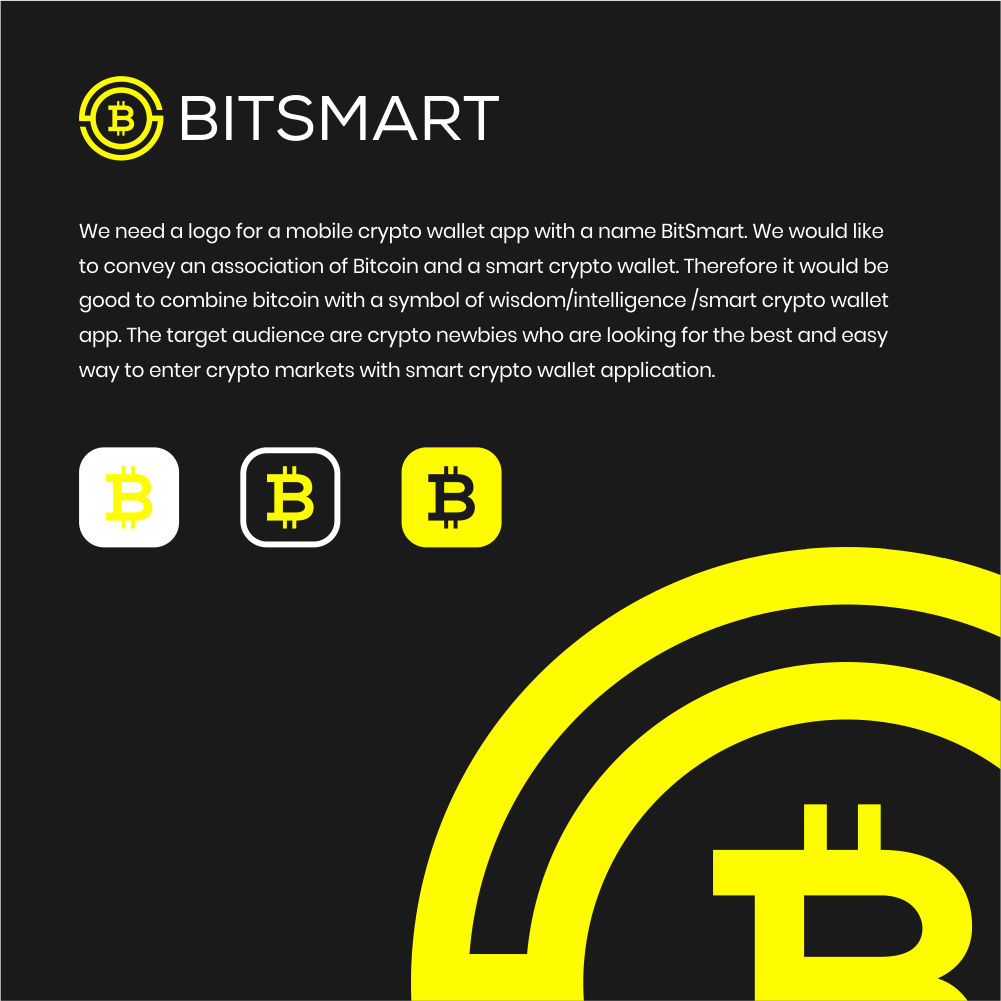 BITSMART
We need a logo for a mobile crypto wallet app with a name BitSmart. We would like
to convey an association of Bitcoin and a smart crypto wallet. Therefore it would be
good to combine bitcoin with a symbol of wisdom/intelligence /smart crypto wallet
app. The target audience are crypto newbies who are looking for the best and easy
way to enter crypto markets with smart crypto wallet application.